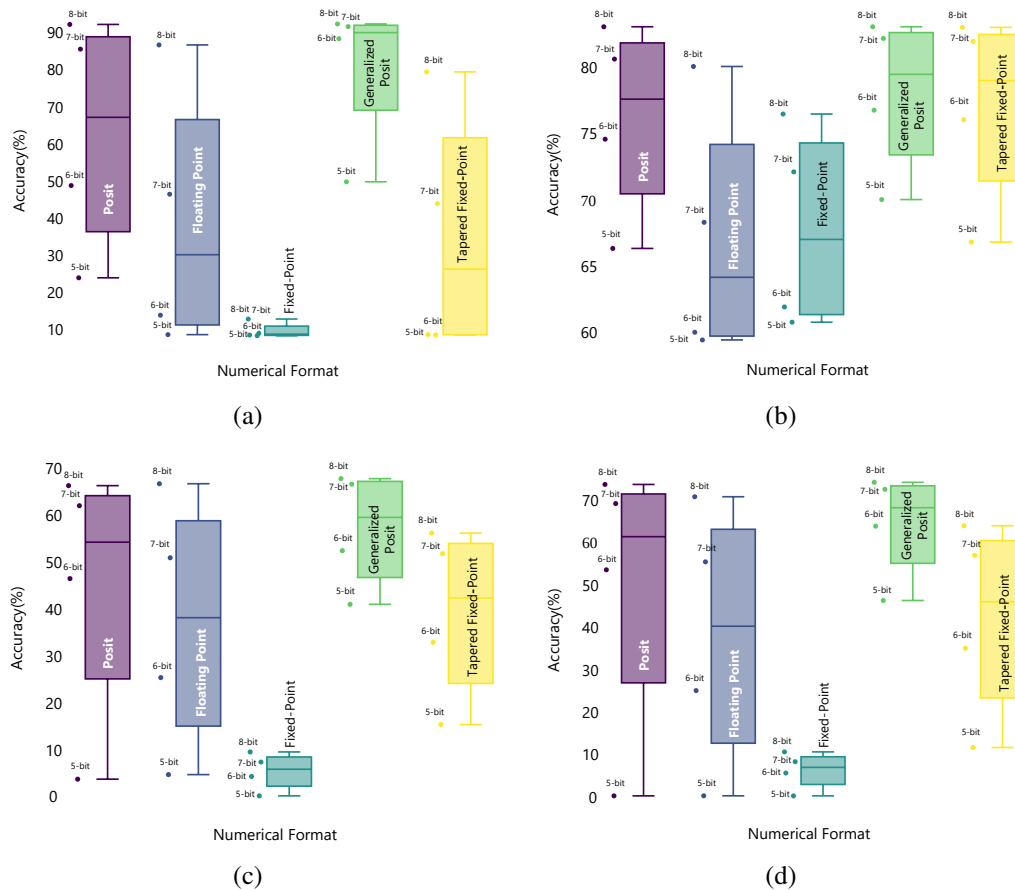 90
80
70
60
50
40
30
20
10
Accuracy(%)
8-bit
7-bit
6-bit
5-bit
Posit
8-bit
7-bit
6-bit
5-bit
Floating Point
8-bit
7-bit
6-bit
5-bit
Fixed-Point
8-bit
7-bit
6-bit
5-bit
Generalized
Posit
8-bit
7-bit
6-bit
5-bit
Tapered Fixed-Point
Numerical Format
(a)
80
75
70
65
60
Accuracy(%)
8-bit
7-bit
6-bit
5-bit
Posit
8-bit
7-bit
6-bit
5-bit
Floating Point
8-bit
7-bit
6-bit
5-bit
Fixed-Point
8-bit
7-bit
6-bit
5-bit
Generalized
Posit
8-bit
7-bit
6-bit
5-bit
Tapered Fixed-Point
Numerical Format
(b)
70
60
50
40
30
20
10
0
Accuracy(%)
8-bit
7-bit
6-bit
5-bit
Posit
8-bit
7-bit
6-bit
5-bit
Floating Point
8-bit
7-bit
6-bit
5-bit
Fixed-Point
8-bit
7-bit
6-bit
5-bit
Generalized
Posit
8-bit
7-bit
6-bit
5-bit
Tapered Fixed-Point
Numerical Format
(c)
70
60
50
40
30
20
10
0
Accuracy(%)
8-bit
7-bit
6-bit
5-bit
Posit
8-bit
7-bit
6-bit
5-bit
Floating Point
8-bit
7-bit
6-bit
5-bit
Fixed-Point
8-bit
7-bit
6-bit
5-bit
Generalized
Posit
8-bit
7-bit
6-bit
5-bit
Tapered Fixed-Point
Numerical Format
(d)